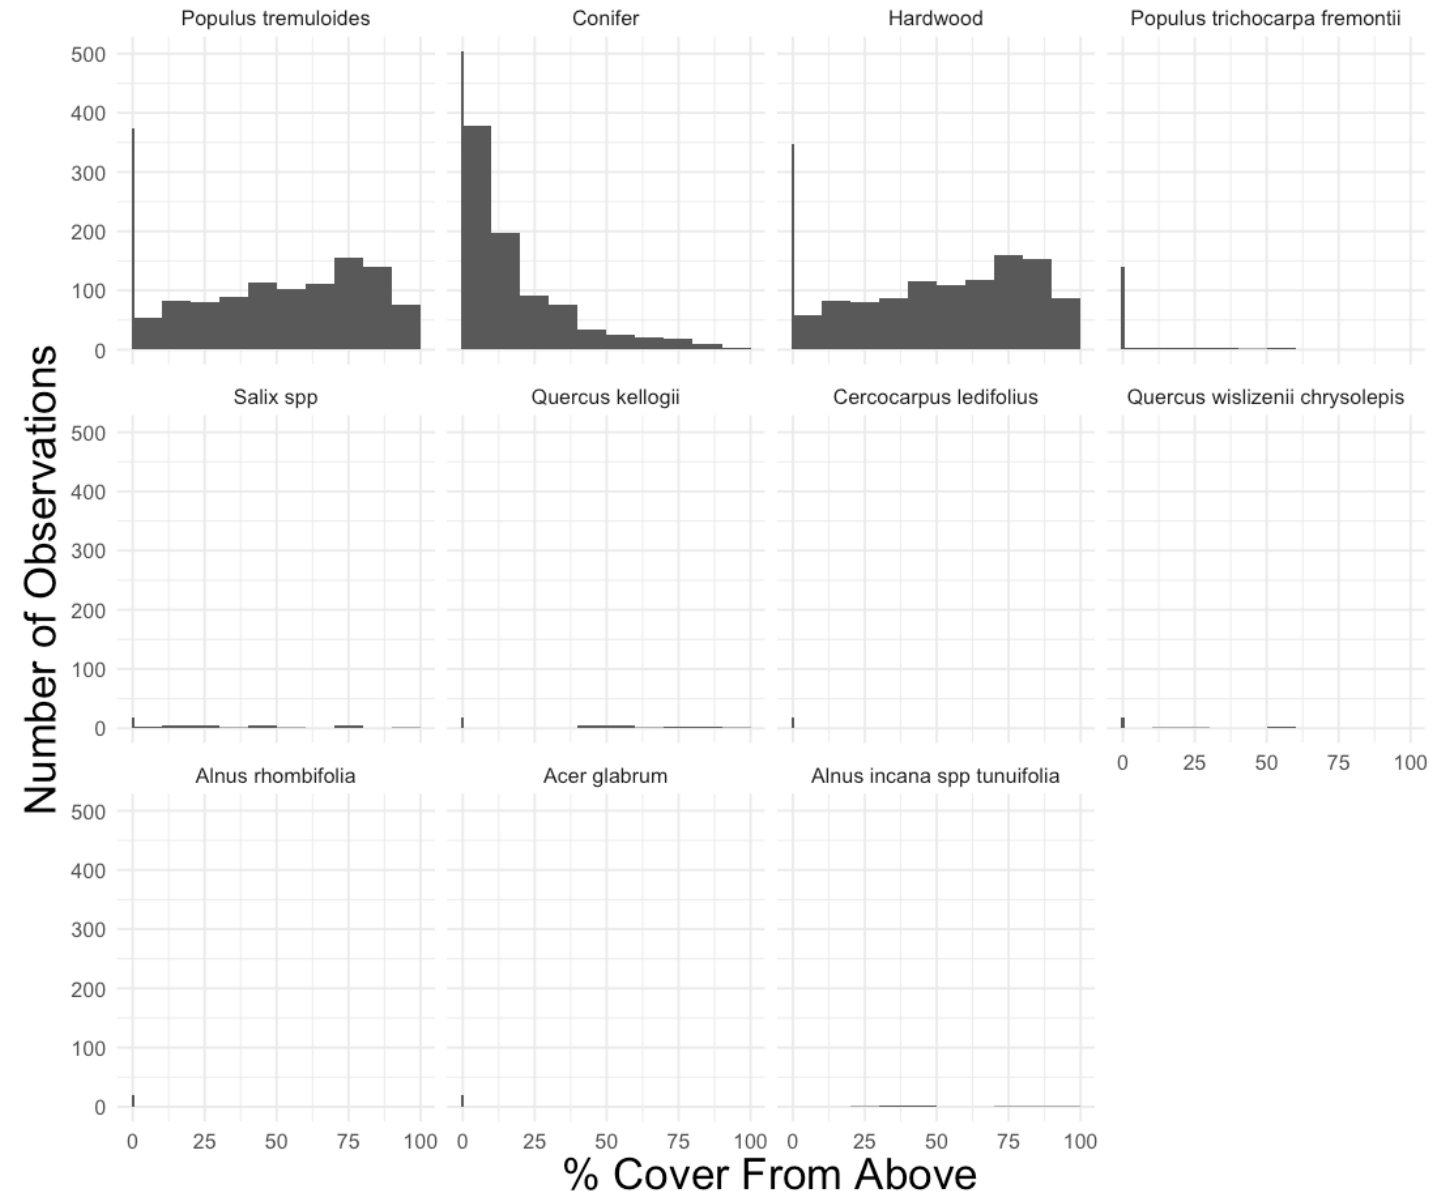 Populus tremuloides Conifer Hardwood Populus trichocarpa fremontii
500
400
300
200
100
0
Salix spp Quercus kellogii Cercocarpus ledifolius Quercus wislizenii chrysolepis
500
400
300
200
100
0
0 25 50 75 100
Alnus rhombifolia Acer glabrum Alnus incana spp tunuifolia
500
400
300
200
100
0
0 25 50 75 100 0 25 50 75 100 0 25 50 75 100
Number of Observations
% Cover From Above